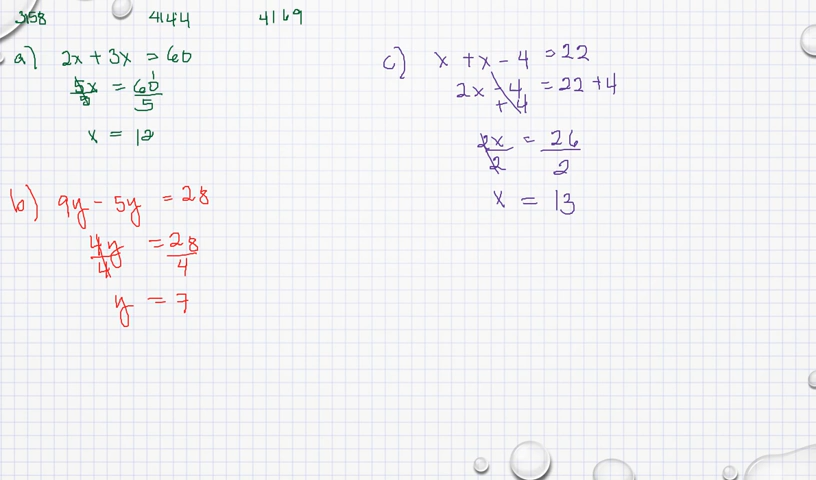 3158 4144 4169
a) 2x + 3x = 60
5x/5 = 60/5
x = 12
b) 9y - 5y = 28
4y/4 = 28/4
y = 7
c) x + x - 4 = 22
2x - 4 + 4 = 22 + 4
2x/2 = 26/2
x = 13